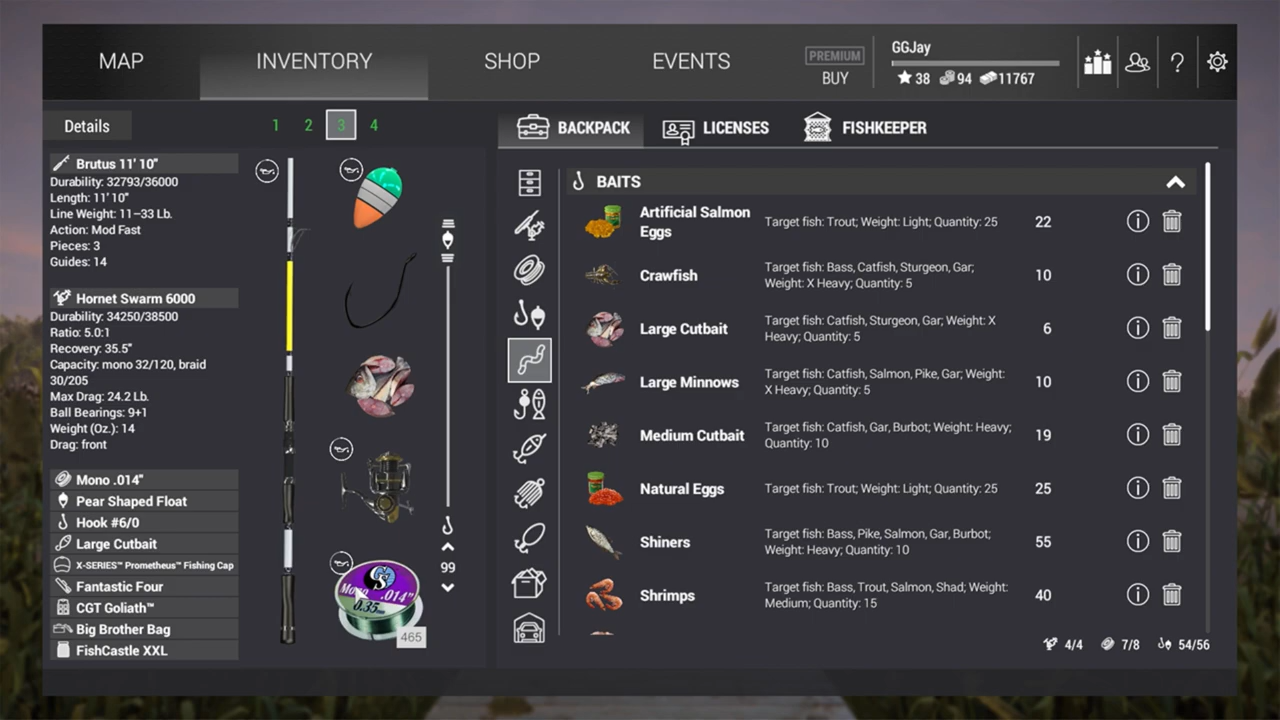 MAP
INVENTORY
SHOP
EVENTS
PREMIUM
BUY
GGJay
38
94
11767
Details
1
2
3
4
BACKPACK
LICENSES
FISHKEEPER
Brutus 11' 10"
Durability: 32793/36000
Length: 11' 10"
Line Weight: 11–33 Lb.
Action: Mod Fast
Pieces: 3
Guides: 14
Hornet Swarm 6000
Durability: 34250/38500
Ratio: 5.0:1
Recovery: 35.5"
Capacity: mono 32/120, braid
30/205
Max Drag: 24.2 Lb.
Ball Bearings: 9+1
Weight (Oz.): 14
Drag: front
Mono .014"
Pear Shaped Float
Hook #6/0
Large Cutbait
X-SERIES™ Prometheus™ Fishing Cap
Fantastic Four
CGT Goliath™
Big Brother Bag
FishCastle XXL
99
Mono .014"
0.35mm
465
BAITS
Artificial Salmon
Eggs
Target fish: Trout; Weight: Light; Quantity: 25
22
Crawfish
Target fish: Bass, Catfish, Sturgeon, Gar;
Weight: X Heavy; Quantity: 5
10
Large Cutbait
Target fish: Catfish, Sturgeon, Gar; Weight: X
Heavy; Quantity: 5
6
Large Minnows
Target fish: Catfish, Salmon, Pike, Gar; Weight:
X Heavy; Quantity: 5
10
Medium Cutbait
Target fish: Catfish, Gar, Burbot; Weight: Heavy;
Quantity: 10
19
Natural Eggs
Target fish: Trout; Weight: Light; Quantity: 25
25
Shiners
Target fish: Bass, Pike, Salmon, Gar, Burbot;
Weight: Heavy; Quantity: 10
55
Shrimps
Target fish: Bass, Trout, Salmon, Shad; Weight:
Medium; Quantity: 15
40
4/4
7/8
54/56